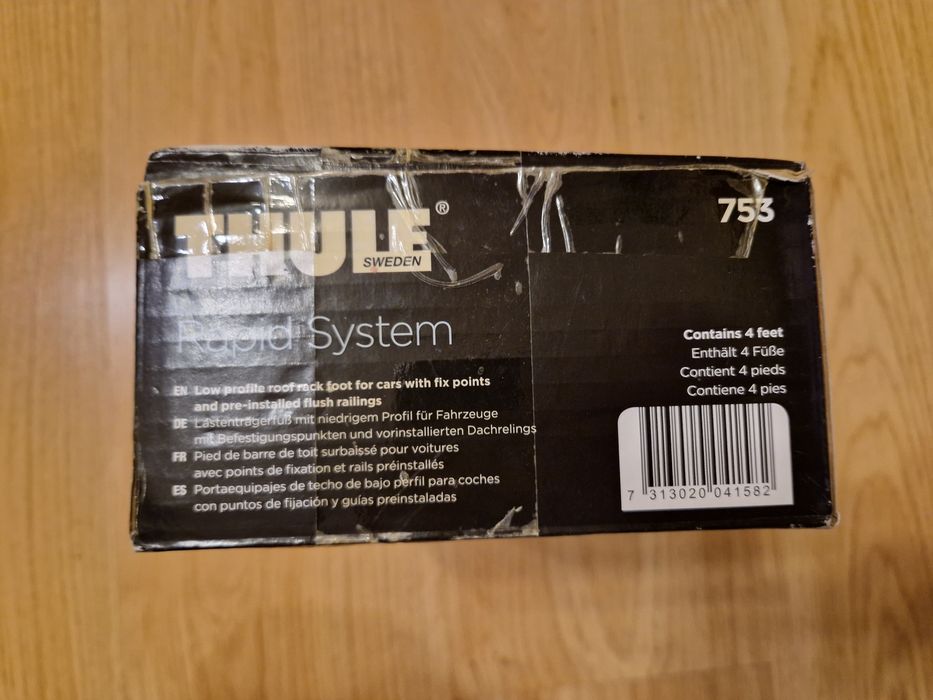 THULE®
SWEDEN
753
Rapid System
EN Low profile roof rack foot for cars with fix points
and pre-installed flush railings
DE Lastenträgerfuß mit niedrigem Profil für Fahrzeuge
mit Befestigungspunkten und vorinstallierten Dachrelings
FR Pied de barre de toit surbaissé pour voitures
avec points de fixation et rails préinstallés
ES Portaequipajes de techo de bajo perfil para coches
con puntos de fijación y guías preinstaladas
Contains 4 feet
Enthält 4 Füße
Contient 4 pieds
Contiene 4 pies
7 313020 041582